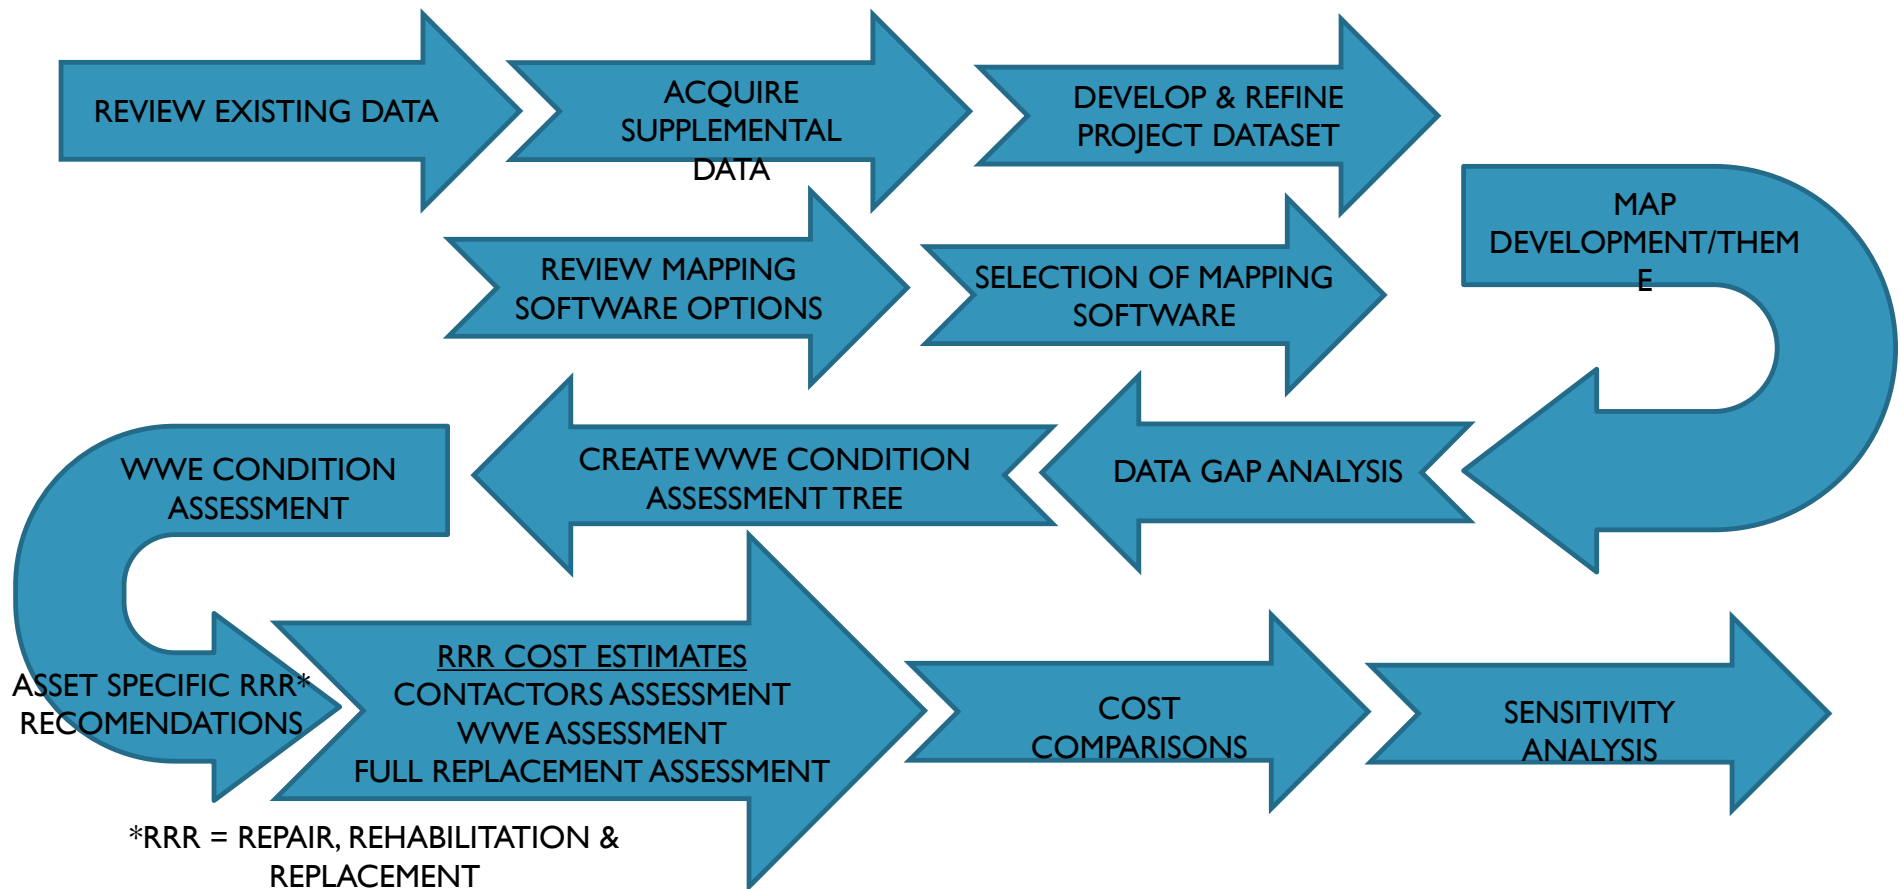 REVIEW EXISTING DATA
ACQUIRE
SUPPLEMENTAL
DATA
DEVELOP & REFINE
PROJECT DATASET
REVIEW MAPPING
SOFTWARE OPTIONS
SELECTION OF MAPPING
SOFTWARE
MAP
DEVELOPMENT/THEM
E
DATA GAP ANALYSIS
CREATE WWE CONDITION
ASSESSMENT TREE
WWE CONDITION
ASSESSMENT
ASSET SPECIFIC RRR*
RECOMENDATIONS
RRR COST ESTIMATES
CONTACTORS ASSESSMENT
WWE ASSESSMENT
FULL REPLACEMENT ASSESSMENT
COST
COMPARISONS
SENSITIVITY
ANALYSIS
*RRR = REPAIR, REHABILITATION &
REPLACEMENT